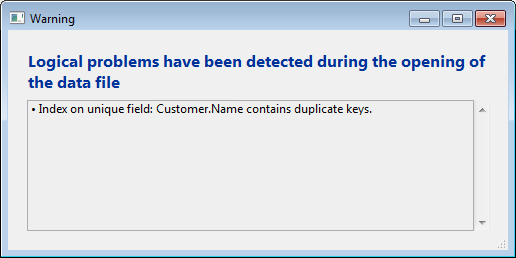 Warning
Logical problems have been detected during the opening of
the data file
• Index on unique field: Customer.Name contains duplicate keys.